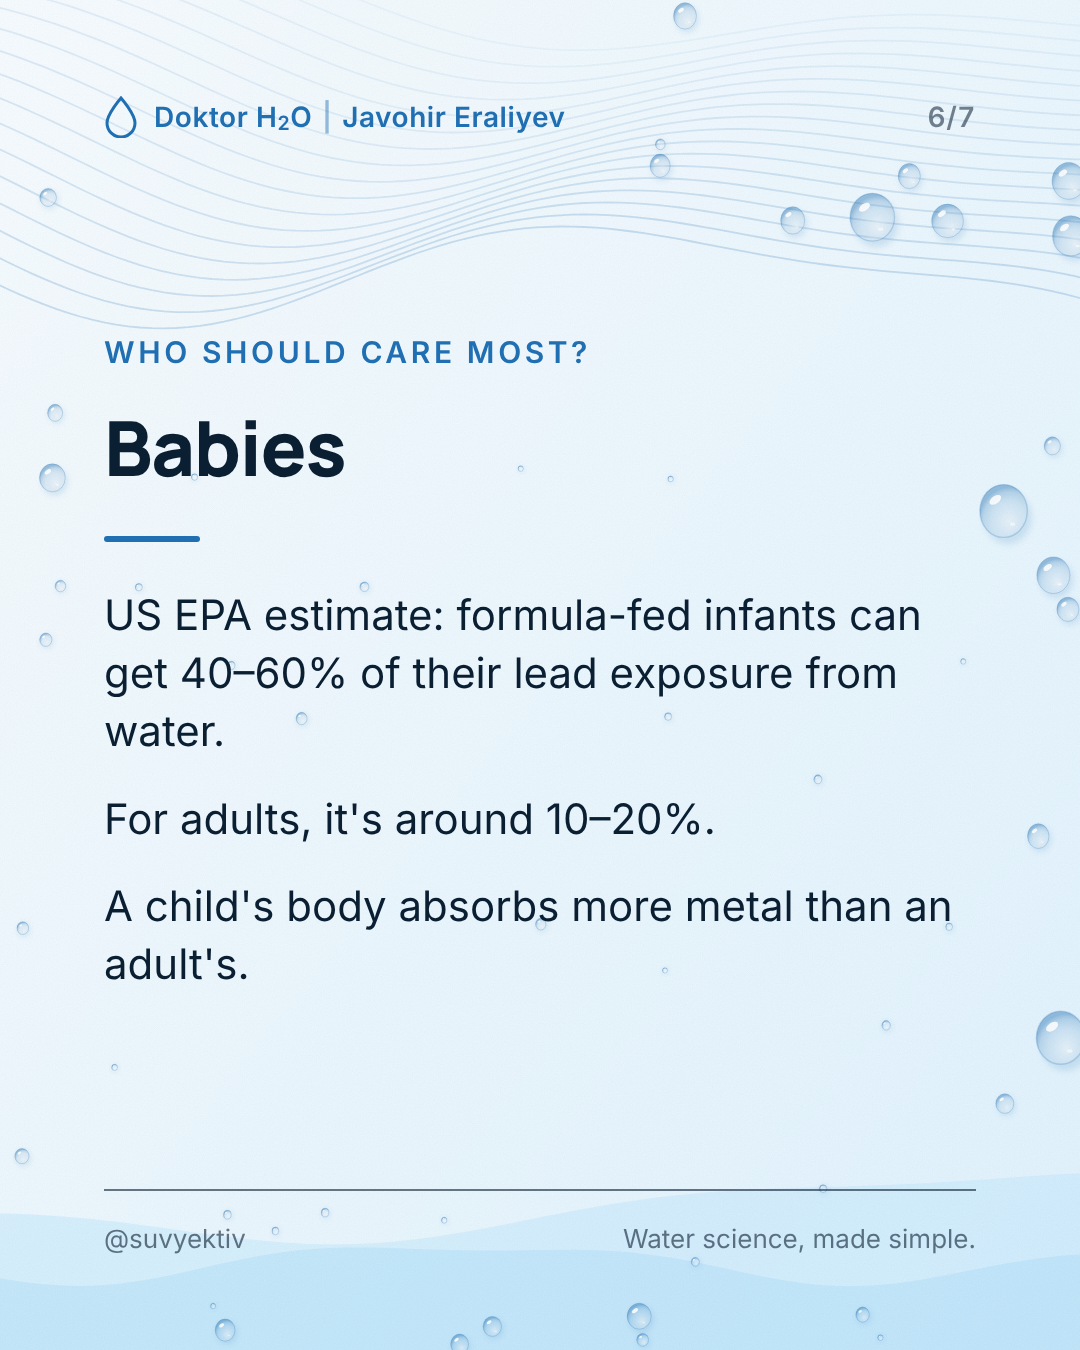 Doktor H₂O | Javohir Eraliyev
6/7
WHO SHOULD CARE MOST?
Babies
US EPA estimate: formula-fed infants can
get 40–60% of their lead exposure from
water.
For adults, it's around 10–20%.
A child's body absorbs more metal than an
adult's.
@suvyektiv
Water science, made simple.